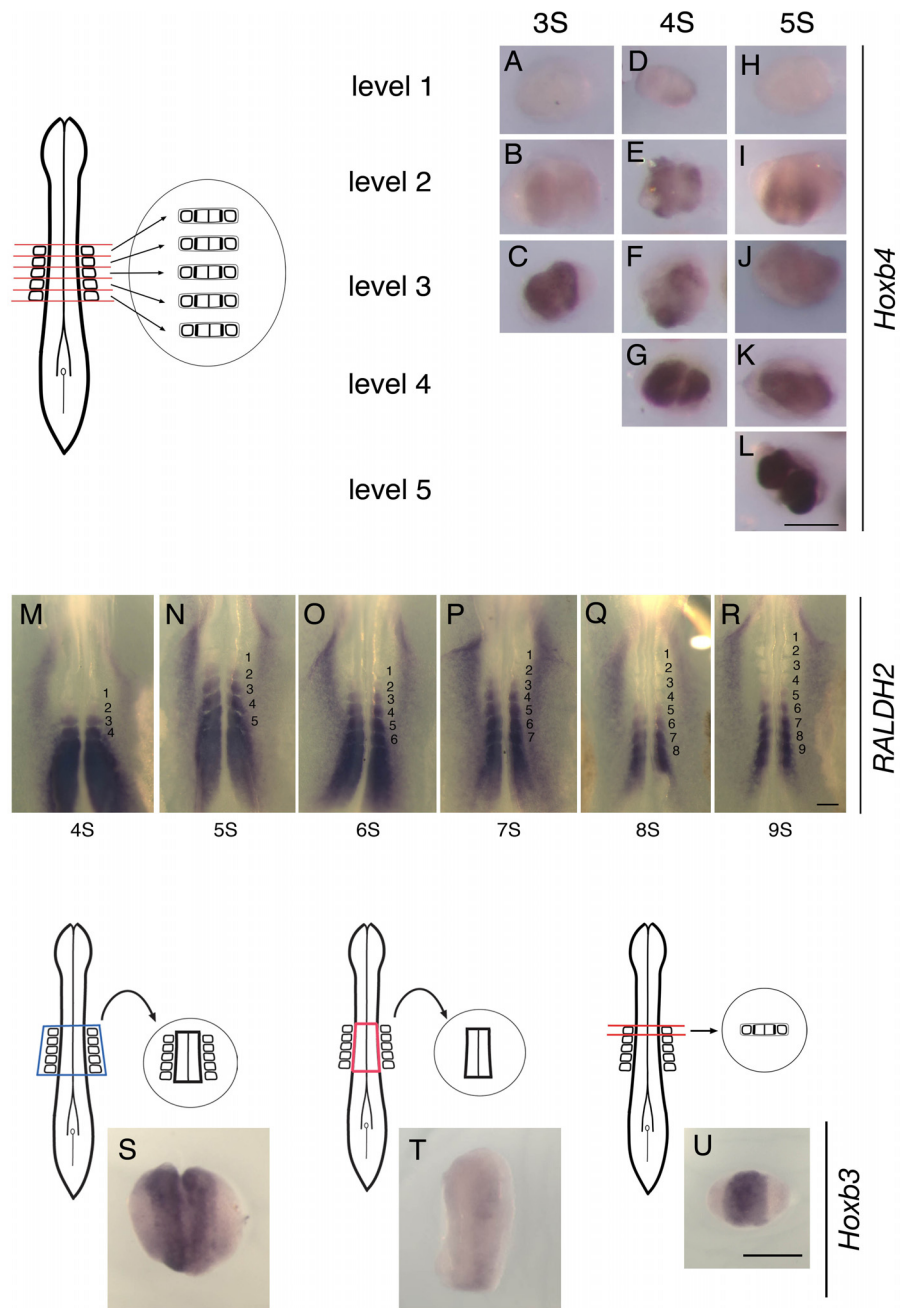 3S 4S 5S
level 1 A D H
level 2 B E I
level 3 C F J
level 4 G K
level 5 L
Hoxb4
M N O P Q R
1 2 3 4
1 2 3 4 5
1 2 3 4 5 6
1 2 3 4 5 6 7
1 2 3 4 5 6 7 8
1 2 3 4 5 6 7 8 9
RALDH2
4S 5S 6S 7S 8S 9S
S T U
Hoxb3